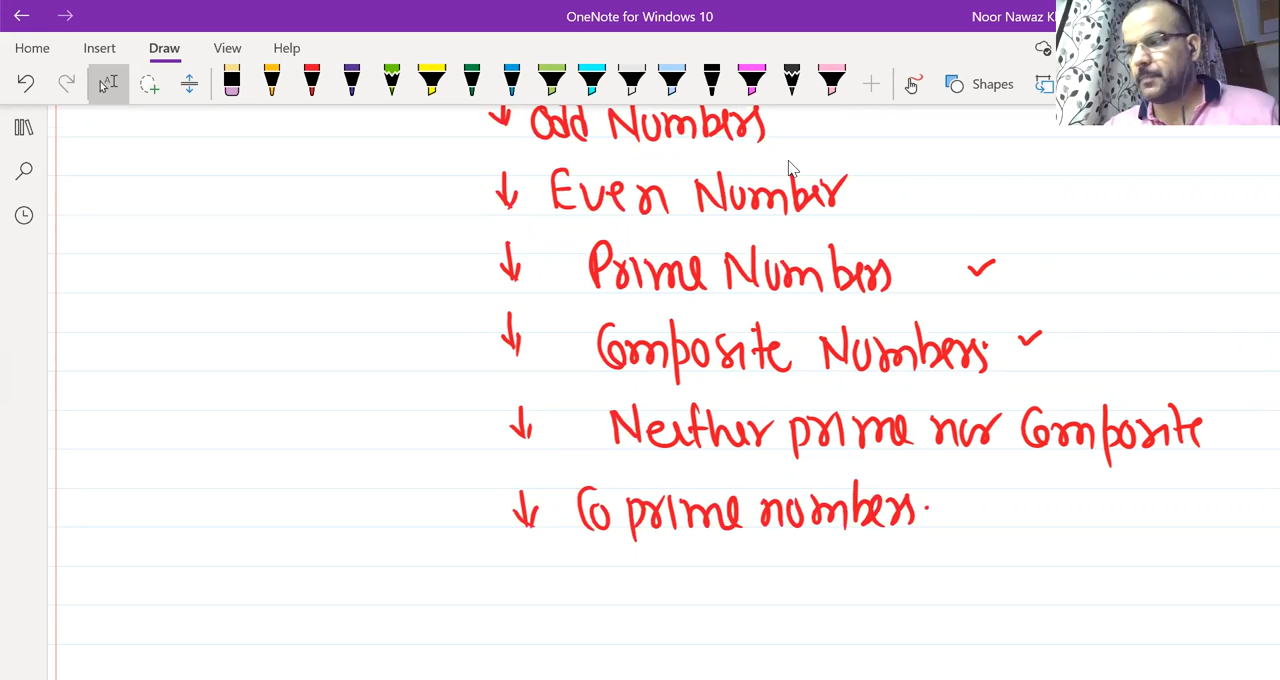 OneNote for Windows 10
Noor Nawaz K
Home Insert Draw View Help
Shapes
Odd Numbers
Even Number
Prime Numbers
Composite Numbers.
Neither prime nor Composite
Co prime numbers.